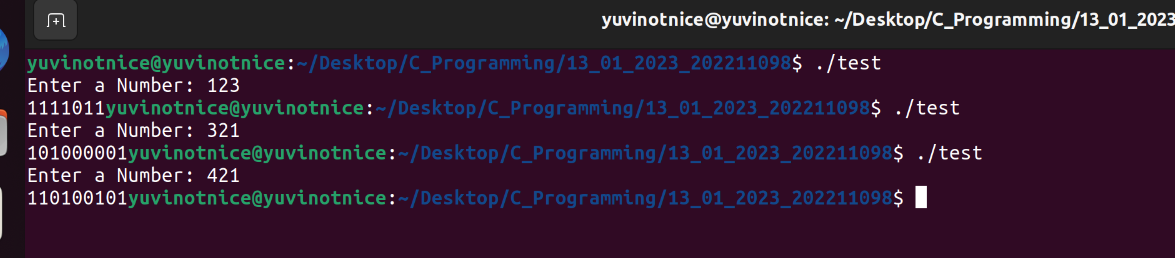 yuvinotnice@yuvinotnice: ~/Desktop/C_Programming/13_01_2023
yuvinotnice@yuvinotnice:~/Desktop/C_Programming/13_01_2023_202211098$ ./test
Enter a Number: 123
1111011yuvinotnice@yuvinotnice:~/Desktop/C_Programming/13_01_2023_202211098$ ./test
Enter a Number: 321
101000001yuvinotnice@yuvinotnice:~/Desktop/C_Programming/13_01_2023_202211098$ ./test
Enter a Number: 421
110100101yuvinotnice@yuvinotnice:~/Desktop/C_Programming/13_01_2023_202211098$